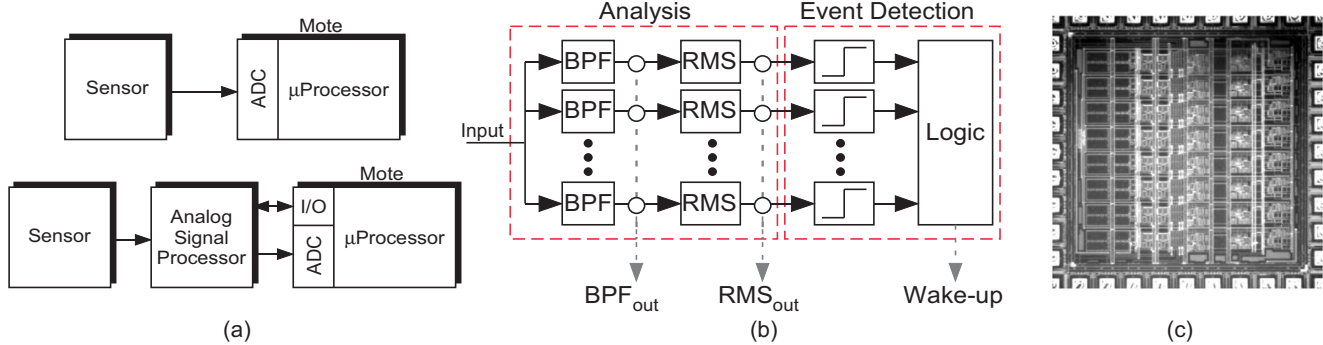 Mote
Sensor
ADC
μProcessor
Mote
Sensor
Analog
Signal
Processor
I/O
ADC
μProcessor
(a)
Analysis
Event Detection
Input
BPF
RMS
BPF
RMS
BPF
RMS
Logic
BPFout
RMSout
Wake-up
(b)
(c)